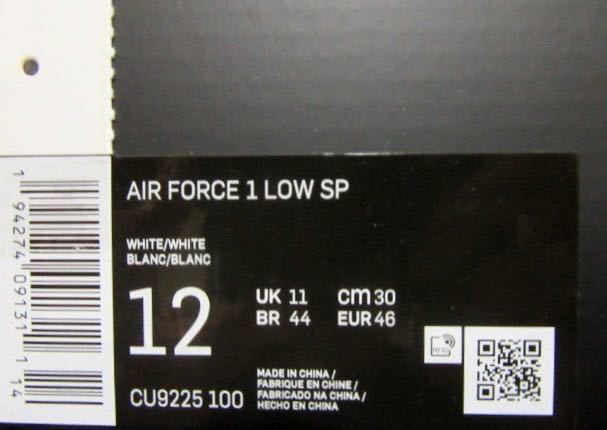 AIR FORCE 1 LOW SP
WHITE/WHITE
BLANC/BLANC
12
UK 11 cm 30
BR 44 EUR 46
RFID
CU9225 100
MADE IN CHINA /
FABRIQUE EN CHINE /
FABRICADO NA CHINA /
HECHO EN CHINA
1 94274 09131 1 14